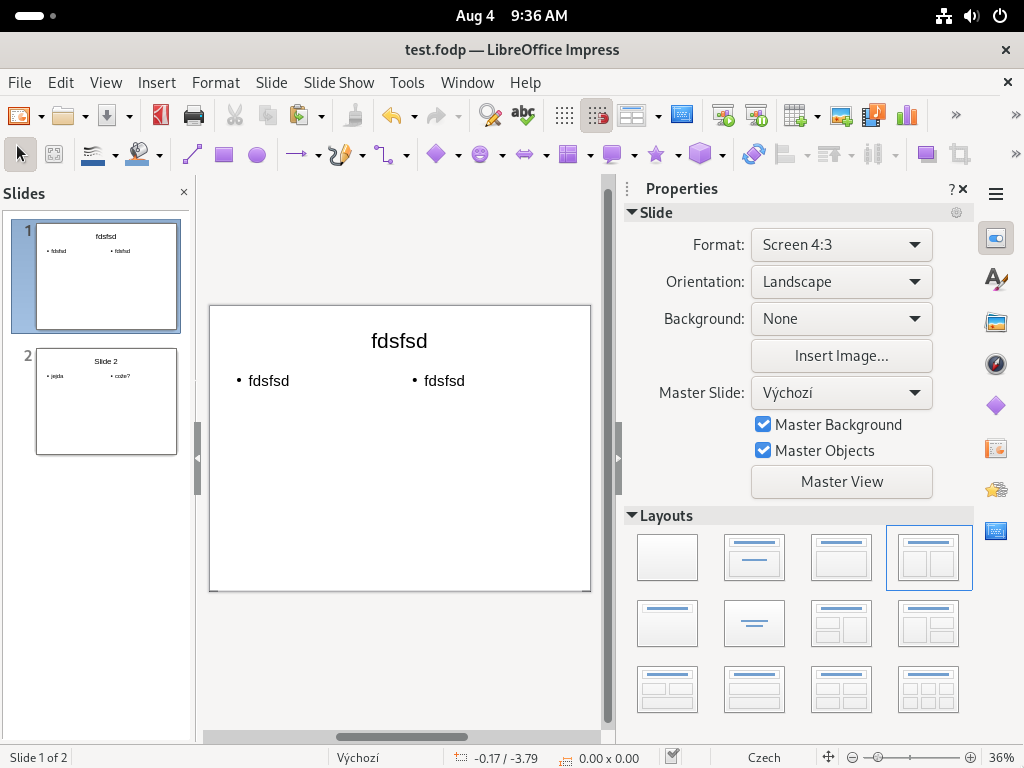 Aug 4 9:36 AM
test.fodp — LibreOffice Impress
File Edit View Insert Format Slide Slide Show Tools Window Help
abc
Slides
1
fdsfsd
• fdsfsd • fdsfsd
2
Slide 2
• jejda • cože?
fdsfsd
• fdsfsd • fdsfsd
Properties
?
Slide
Format: Screen 4:3
Orientation: Landscape
Background: None
Insert Image...
Master Slide: Výchozí
Master Background
Master Objects
Master View
Layouts
Slide 1 of 2 Výchozí -0.17 / -3.79 0.00 x 0.00 Czech 36%